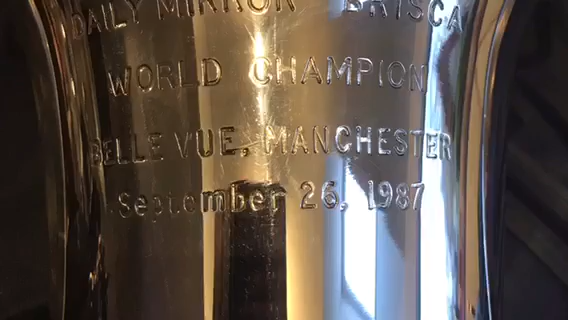 DAILY MIRROR BRISCA
WORLD CHAMPION
BELLE VUE, MANCHESTER
September 26, 1987